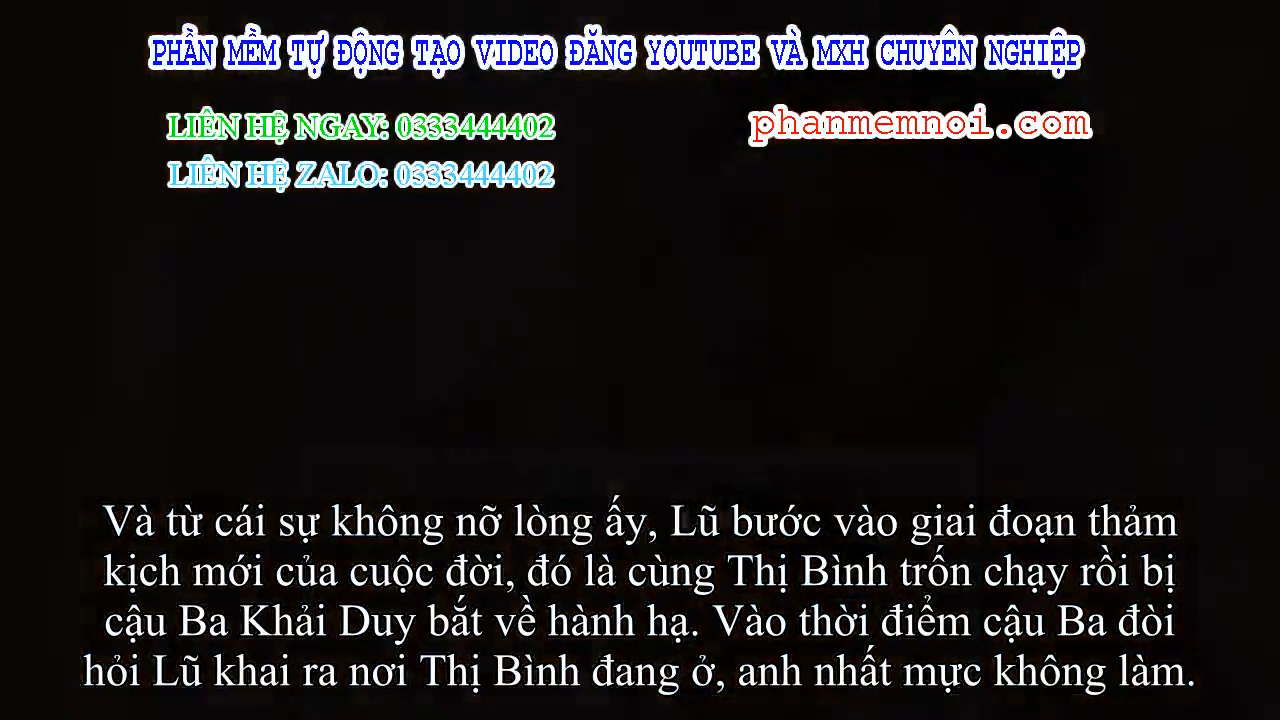 PHẦN MỀM TỰ ĐỘNG TẠO VIDEO ĐĂNG YOUTUBE VÀ MXH CHUYÊN NGHIỆP
LIÊN HỆ NGAY: 0333444402
phanmemnoi.com
LIÊN HỆ ZALO: 0333444402
Và từ cái sự không nỡ lòng ấy, Lũ bước vào giai đoạn thảm
kịch mới của cuộc đời, đó là cùng Thị Bình trốn chạy rồi bị
cậu Ba Khải Duy bắt về hành hạ. Vào thời điểm cậu Ba đòi
hỏi Lũ khai ra nơi Thị Bình đang ở, anh nhất mực không làm.